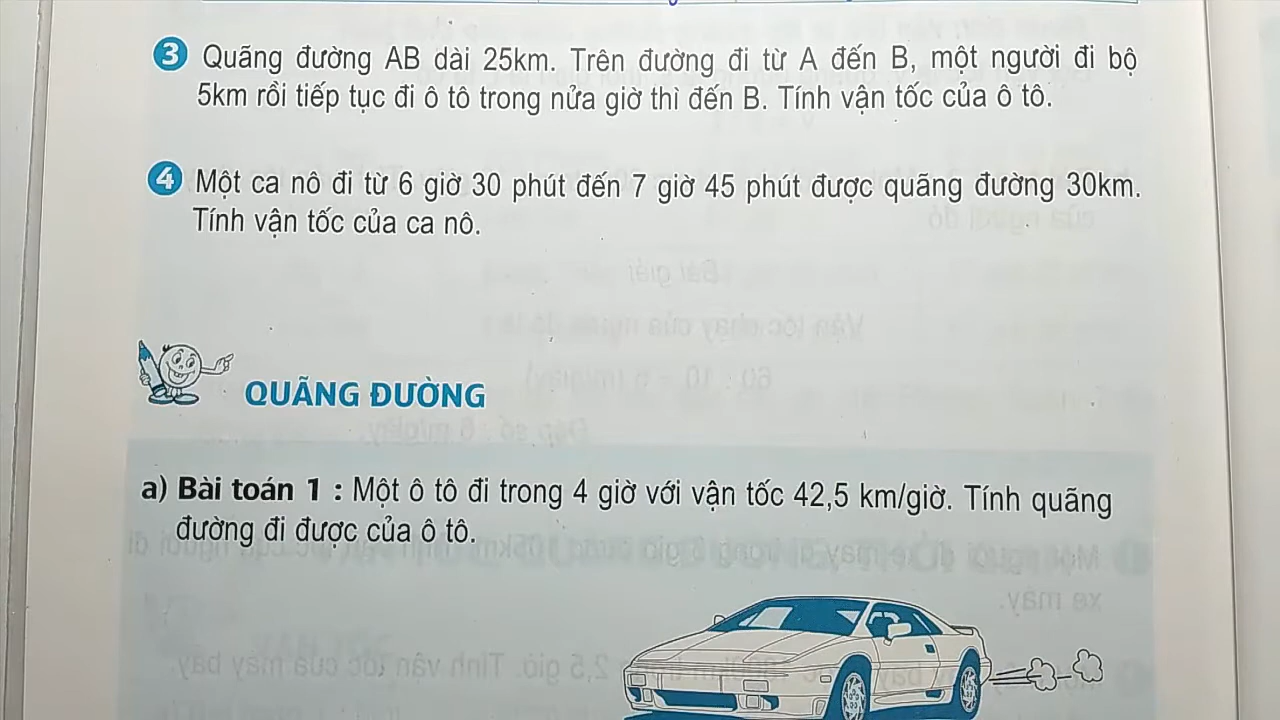 3 Quãng đường AB dài 25km. Trên đường đi từ A đến B, một người đi bộ
5km rồi tiếp tục đi ô tô trong nửa giờ thì đến B. Tính vận tốc của ô tô.
4 Một ca nô đi từ 6 giờ 30 phút đến 7 giờ 45 phút được quãng đường 30km.
Tính vận tốc của ca nô.
QUÃNG ĐƯỜNG
a) Bài toán 1 : Một ô tô đi trong 4 giờ với vận tốc 42,5 km/giờ. Tính quãng
đường đi được của ô tô.